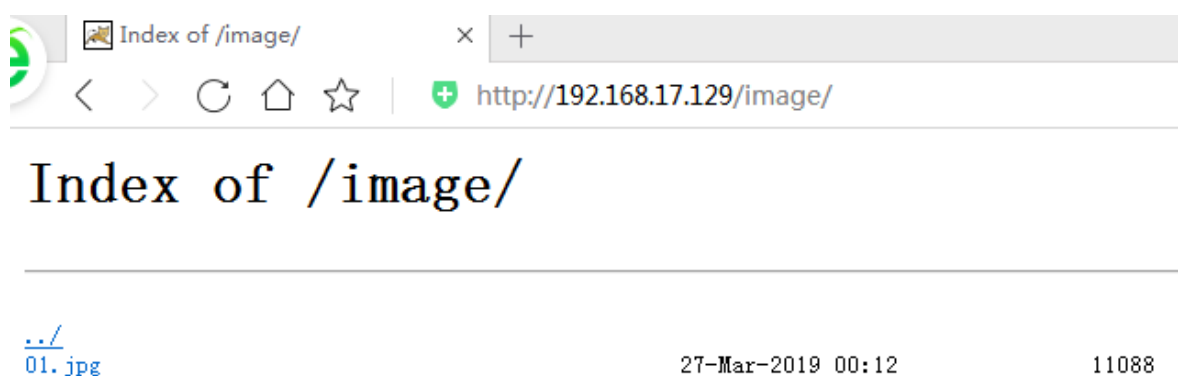 Index of /image/
http://192.168.17.129/image/
Index of /image/
../
01.jpg 27-Mar-2019 00:12 11088